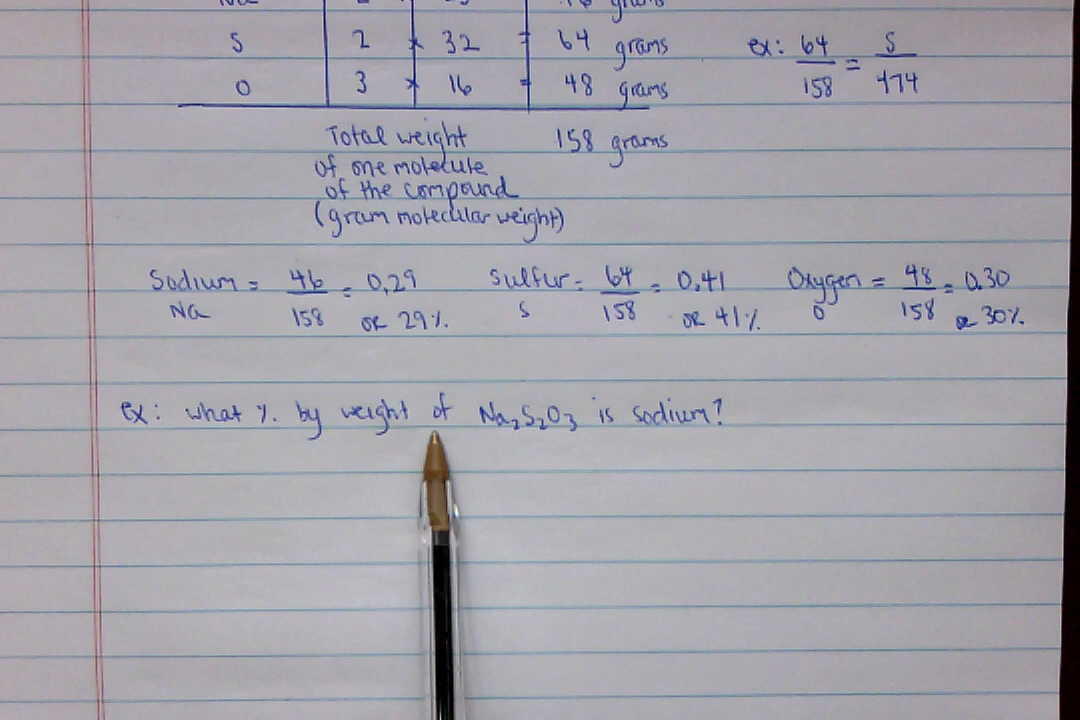 S 2 × 32 = 64 grams ex: 64/158 = S/474
O 3 × 16 = 48 grams
Total weight 158 grams
of one molecule
of the compound
(gram molecular weight)
Sodium = 46/158 = 0.29 Sulfur = 64/158 = 0.41 Oxygen = 48/158 = 0.30
Na or 29% S or 41% O or 30%
ex: what % by weight of Na₂S₂O₃ is sodium?